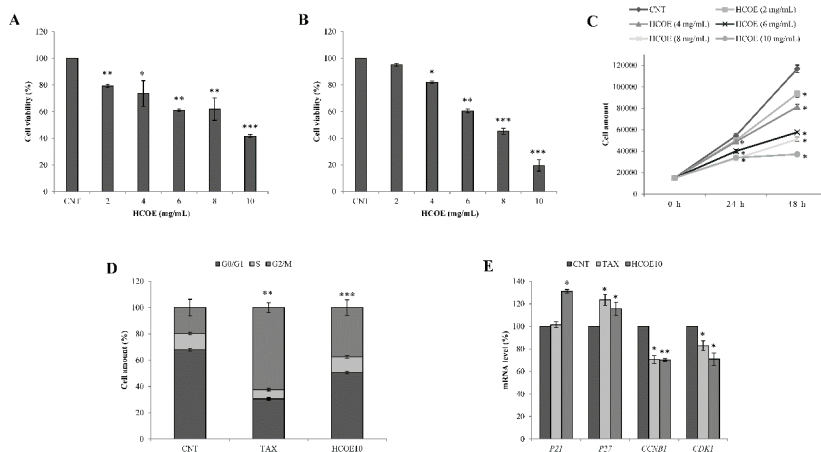 A
Cell viability (%)
120
100
80
60
40
20
0
**
*
**
**
***
CNT 2 4 6 8 10
HCOE (mg/mL)
B
Cell viability (%)
120
100
80
60
40
20
0
*
**
***
***
CNT 2 4 6 8 10
HCOE (mg/mL)
C
CNT HCOE (2 mg/mL)
HCOE (4 mg/mL) HCOE (6 mg/mL)
HCOE (8 mg/mL) HCOE (10 mg/mL)
Cell amount
120000
100000
80000
60000
40000
20000
0
*
*
*
*
*
*
*
*
0 h 24 h 48 h
D
G0/G1 S G2/M
Cell amount (%)
120
100
80
60
40
20
0
**
***
CNT TAX HCOE10
E
CNT TAX HCOE10
mRNA level (%)
140
120
100
80
60
40
20
0
*
*
*
*
**
*
*
P21 P27 CCNB1 CDK1